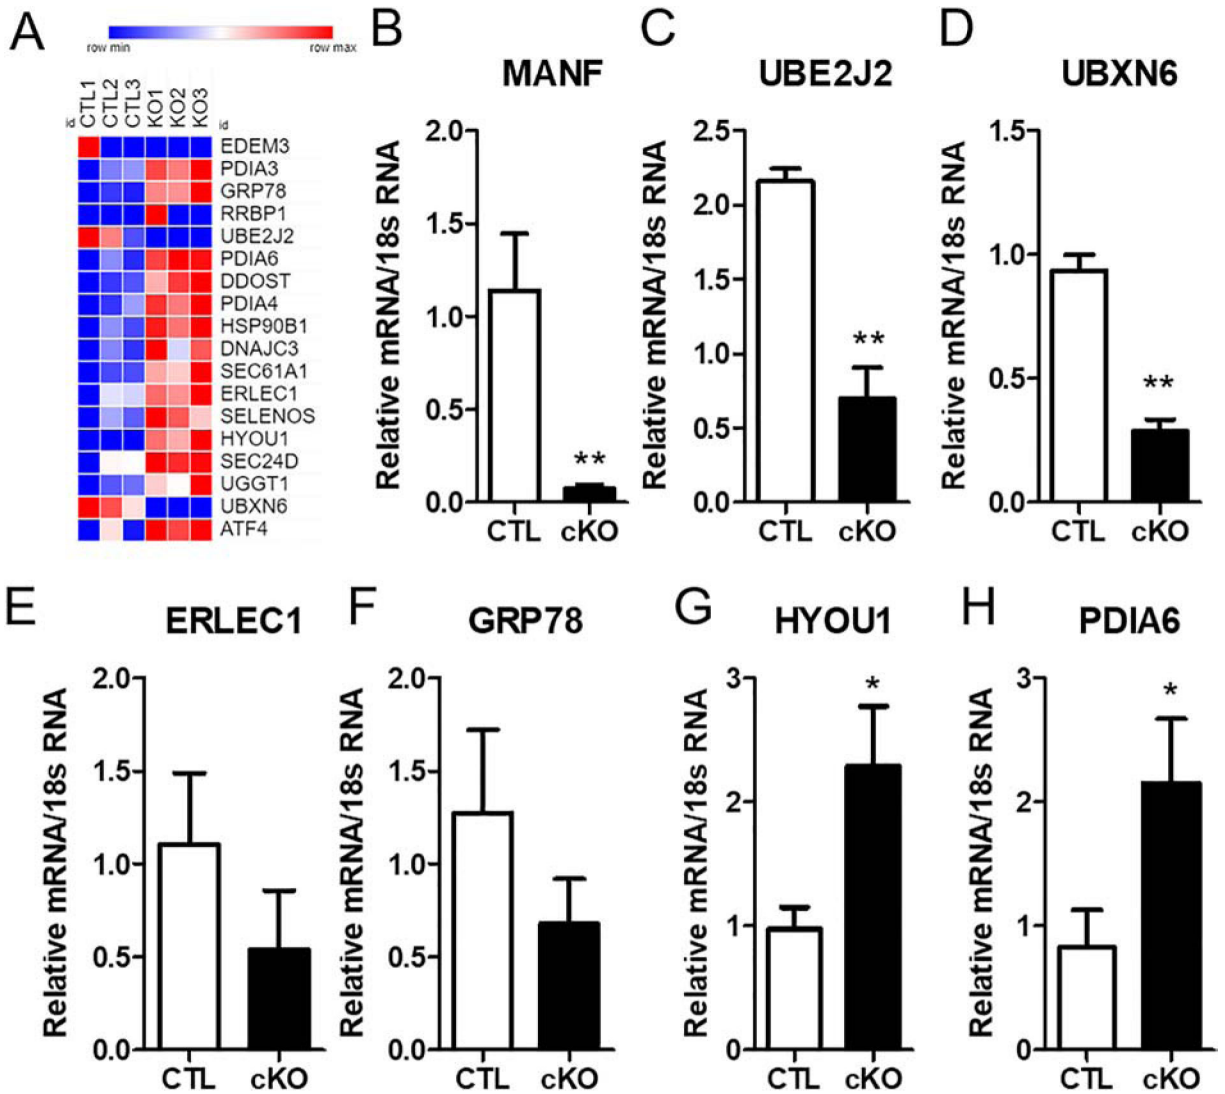 A
row min
row max
id
CTL1
CTL2
CTL3
KO1
KO2
KO3
id
EDEM3
PDIA3
GRP78
RRBP1
UBE2J2
PDIA6
DDOST
PDIA4
HSP90B1
DNAJC3
SEC61A1
ERLEC1
SELENOS
HYOU1
SEC24D
UGGT1
UBXN6
ATF4
B
MANF
Relative mRNA/18s RNA
2.0
1.5
1.0
0.5
0.0
**
CTL cKO
C
UBE2J2
Relative mRNA/18s RNA
2.5
2.0
1.5
1.0
0.5
0.0
**
CTL cKO
D
UBXN6
Relative mRNA/18s RNA
1.5
1.0
0.5
0.0
**
CTL cKO
E
ERLEC1
Relative mRNA/18s RNA
2.0
1.5
1.0
0.5
0.0
CTL cKO
F
GRP78
Relative mRNA/18s RNA
2.0
1.5
1.0
0.5
0.0
CTL cKO
G
HYOU1
Relative mRNA/18s RNA
3
2
1
0
*
CTL cKO
H
PDIA6
Relative mRNA/18s RNA
3
2
1
0
*
CTL cKO